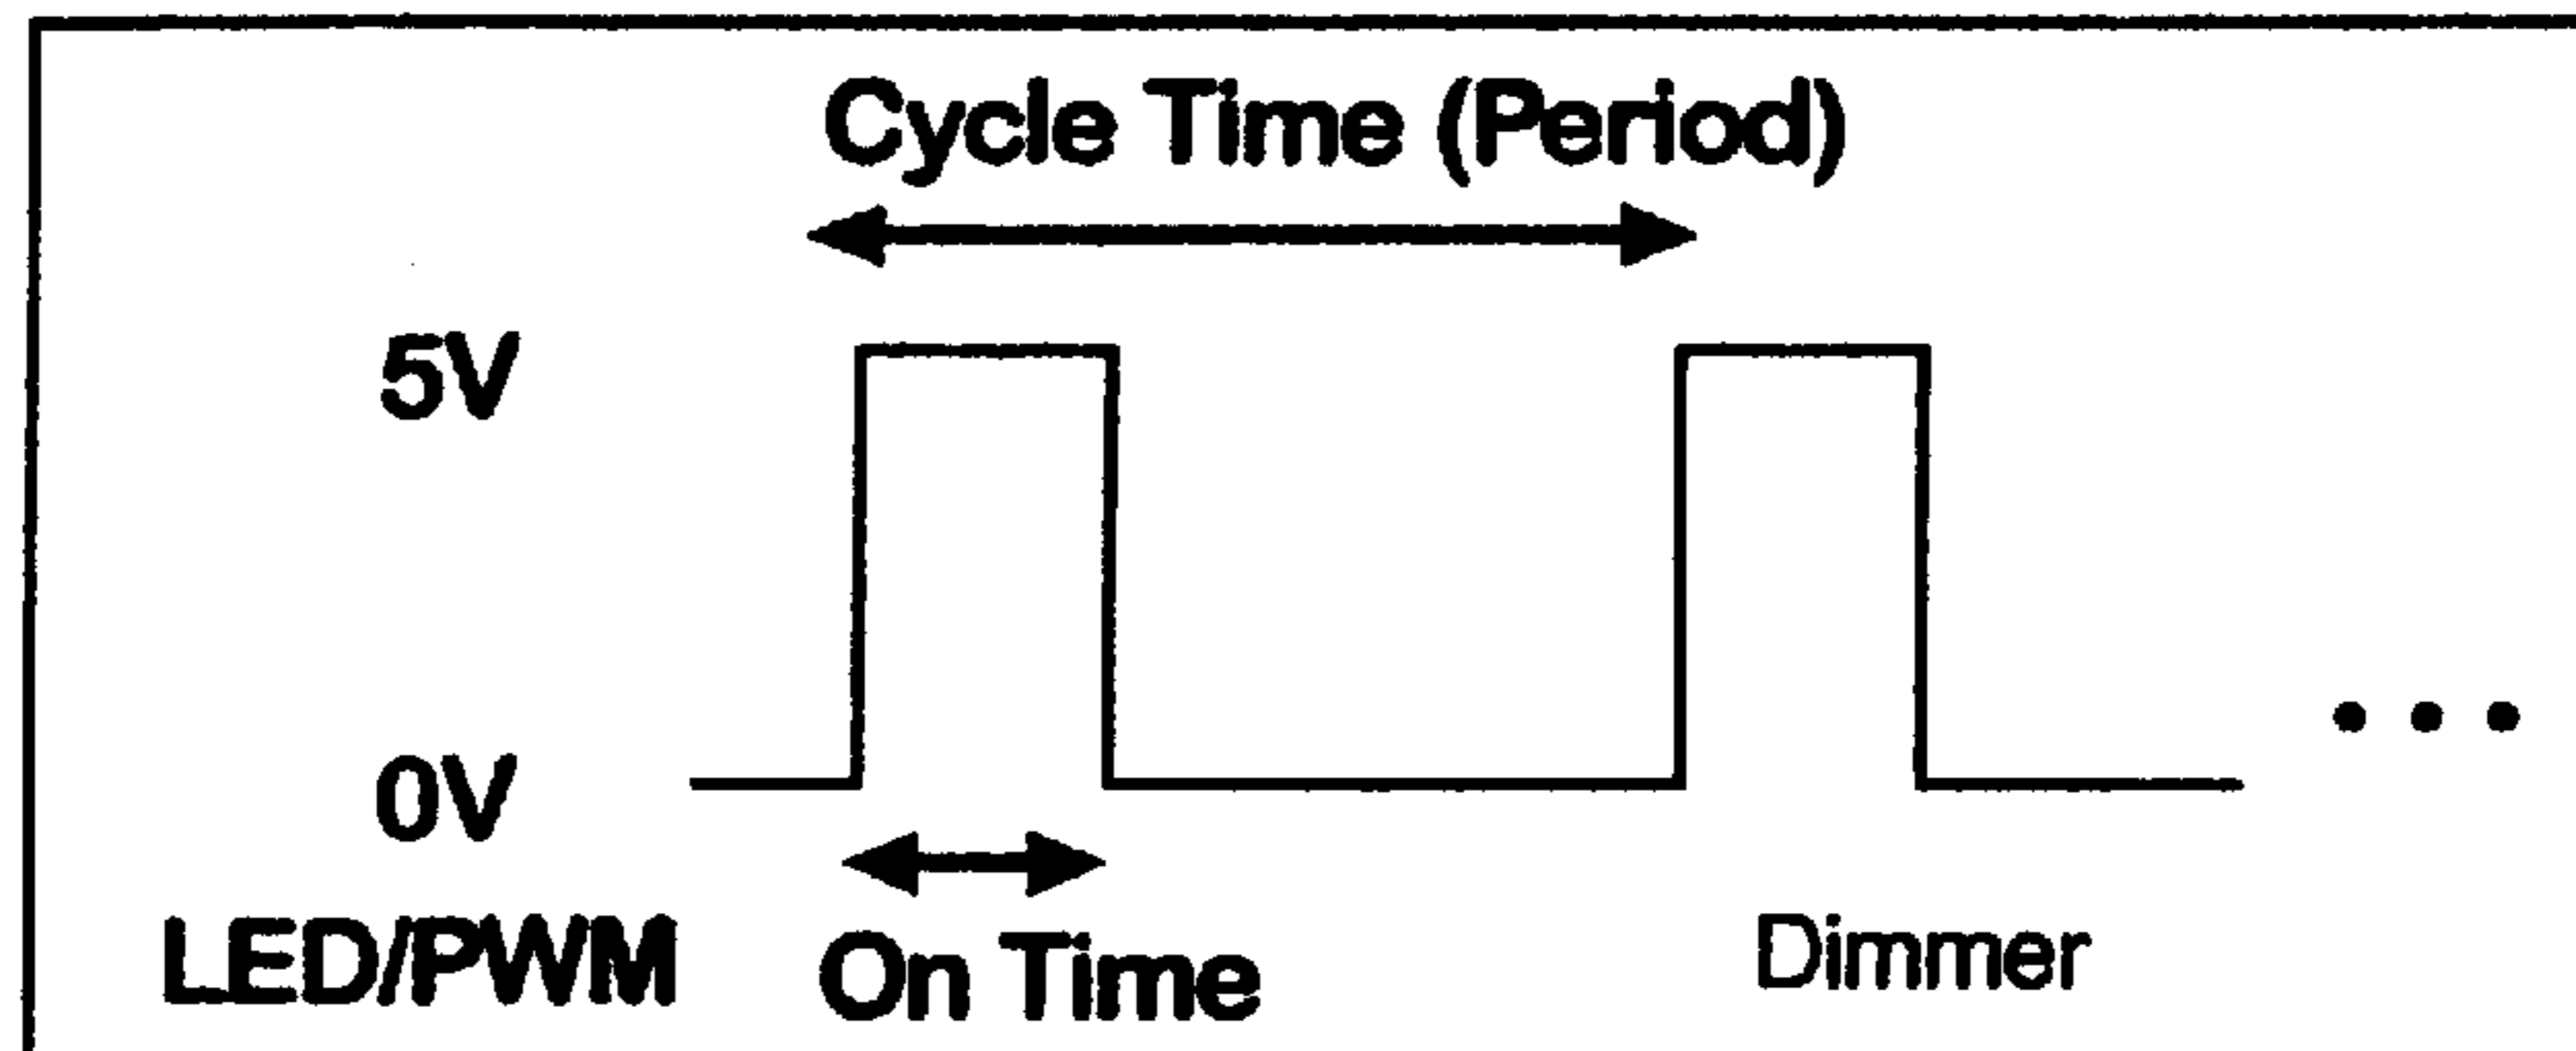 Cycle Time (Period)
5V
0V
LED/PWM On Time Dimmer
• • •